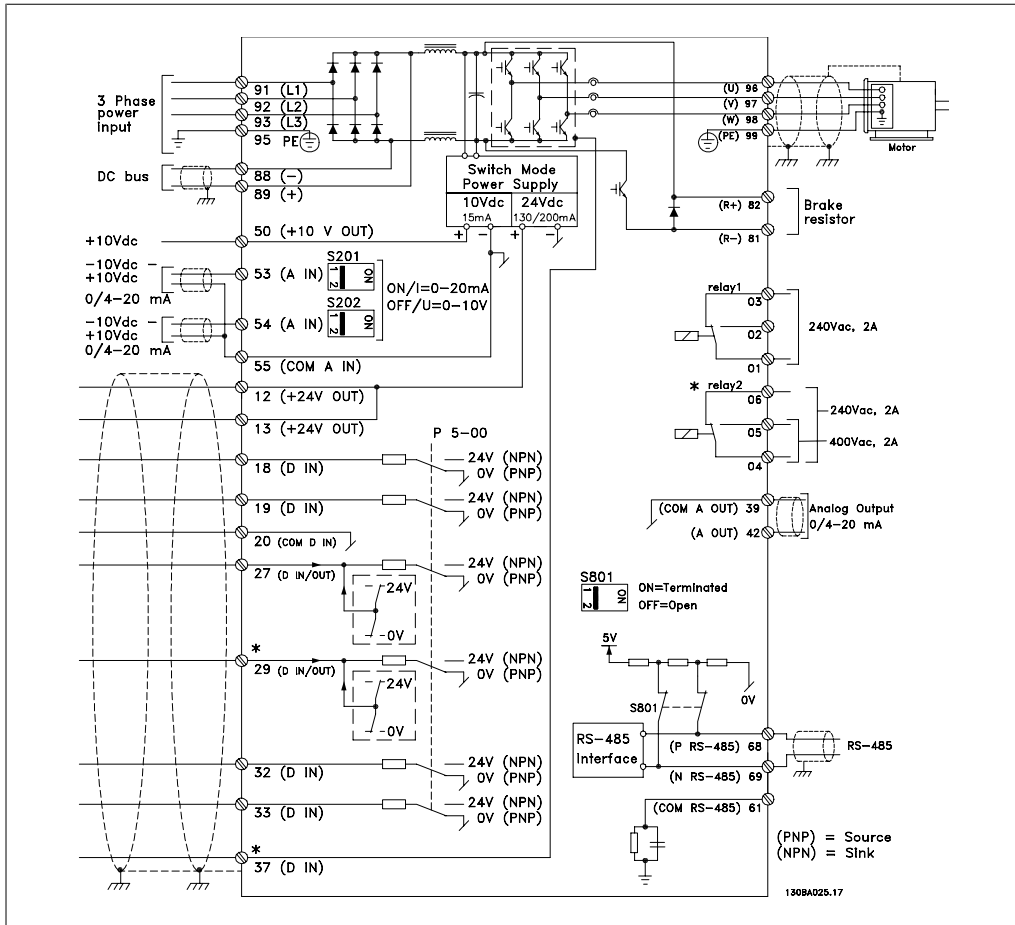 3 Phase
power
input
91 (L1)
92 (L2)
93 (L3)
95 PE
DC bus
88 (-)
89 (+)
+10Vdc
50 (+10 V OUT)
-10Vdc -
+10Vdc
0/4-20 mA
53 (A IN)
S201
ON
1 2
ON/I=0-20mA
OFF/U=0-10V
-10Vdc -
+10Vdc
0/4-20 mA
54 (A IN)
S202
ON
1 2
55 (COM A IN)
12 (+24V OUT)
13 (+24V OUT)
P 5-00
18 (D IN)
24V (NPN)
0V (PNP)
19 (D IN)
24V (NPN)
0V (PNP)
20 (COM D IN)
27 (D IN/OUT)
24V (NPN)
0V (PNP)
24V
0V
*
29 (D IN/OUT)
24V (NPN)
0V (PNP)
24V
0V
32 (D IN)
24V (NPN)
0V (PNP)
33 (D IN)
24V (NPN)
0V (PNP)
*
37 (D IN)
Switch Mode
Power Supply
10Vdc
15mA
24Vdc
130/200mA
+ - + -
(U) 96
(V) 97
(W) 98
(PE) 99
Motor
(R+) 82
(R-) 81
Brake
resistor
relay1
03
02
01
240Vac, 2A
* relay2
06
05
04
240Vac, 2A
400Vac, 2A
(COM A OUT) 39
(A OUT) 42
Analog Output
0/4-20 mA
S801
ON
1 2
ON=Terminated
OFF=Open
5V
0V
S801
RS-485
Interface
(P RS-485) 68
(N RS-485) 69
RS-485
(COM RS-485) 61
(PNP) = Source
(NPN) = Sink
130BA025.17